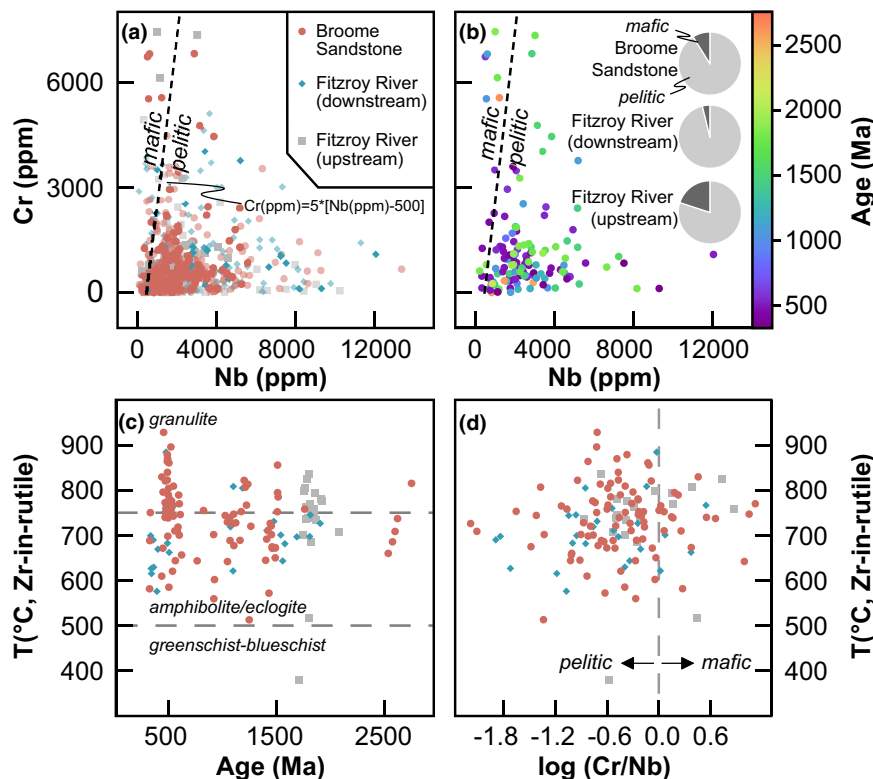 (a)
Broome
Sandstone
Fitzroy River
(downstream)
Fitzroy River
(upstream)
mafic
pelitic
Cr(ppm)=5*[Nb(ppm)-500]
6000
3000
0
Cr (ppm)
0 4000 8000 12000
Nb (ppm)
(b)
mafic
Broome
Sandstone
pelitic
Fitzroy River
(downstream)
Fitzroy River
(upstream)
mafic
pelitic
0 4000 8000 12000
Nb (ppm)
2500
2000
1500
1000
500
Age (Ma)
(c)
granulite
amphibolite/eclogite
greenschist-blueschist
900
800
700
600
500
400
T(°C, Zr-in-rutile)
500 1500 2500
Age (Ma)
(d)
pelitic
mafic
-1.8 -1.2 -0.6 0.0 0.6
log (Cr/Nb)
900
800
700
600
500
400
T(°C, Zr-in-rutile)